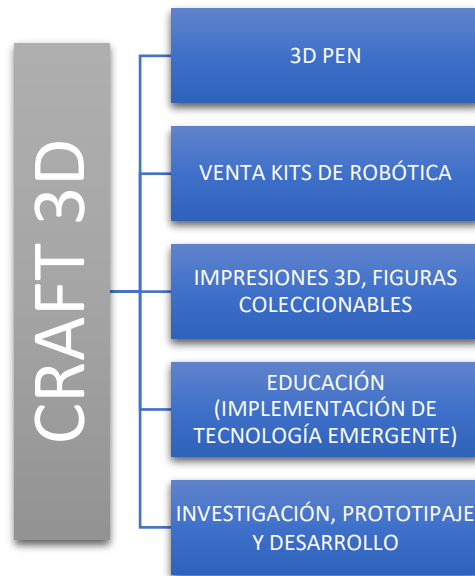 CRAFT 3D
3D PEN
VENTA KITS DE ROBÓTICA
IMPRESIONES 3D, FIGURAS
COLECCIONABLES
EDUCACIÓN
(IMPLEMENTACIÓN DE
TECNOLOGÍA EMERGENTE)
INVESTIGACIÓN, PROTOTIPAJE
Y DESARROLLO